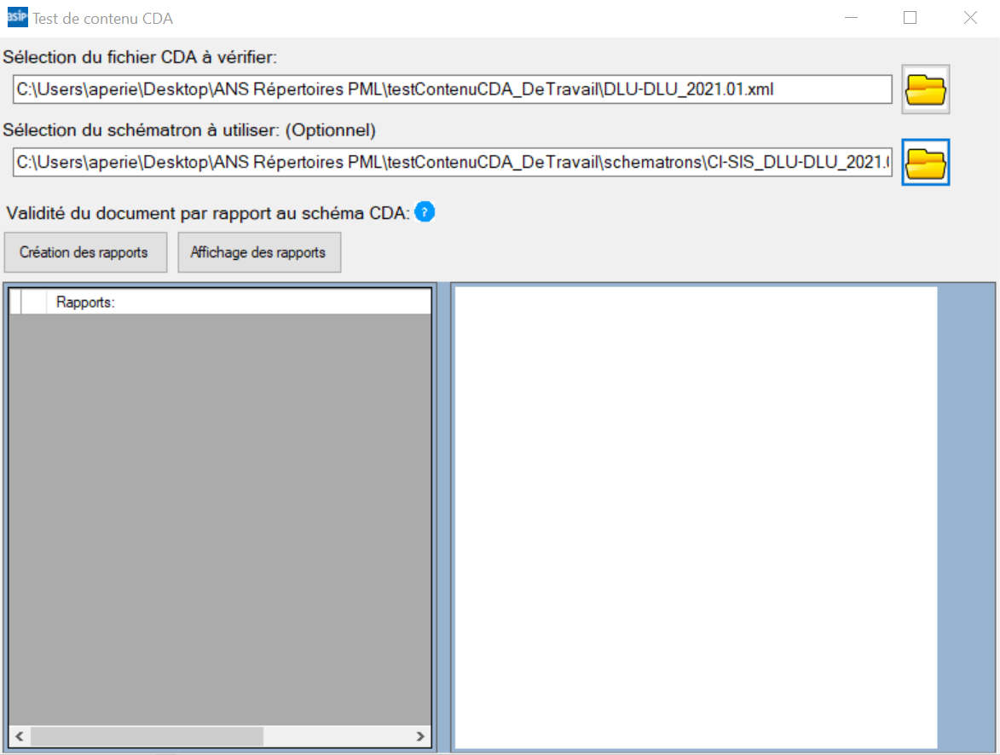 asip Test de contenu CDA
Sélection du fichier CDA à vérifier:
C:\Users\aperie\Desktop\ANS Répertoires PML\testContenuCDA_DeTravail\DLU-DLU_2021.01.xml
Sélection du schématron à utiliser: (Optionnel)
C:\Users\aperie\Desktop\ANS Répertoires PML\testContenuCDA_DeTravail\schematrons\CI-SIS_DLU-DLU_2021.0
Validité du document par rapport au schéma CDA: ?
Création des rapports Affichage des rapports
Rapports: